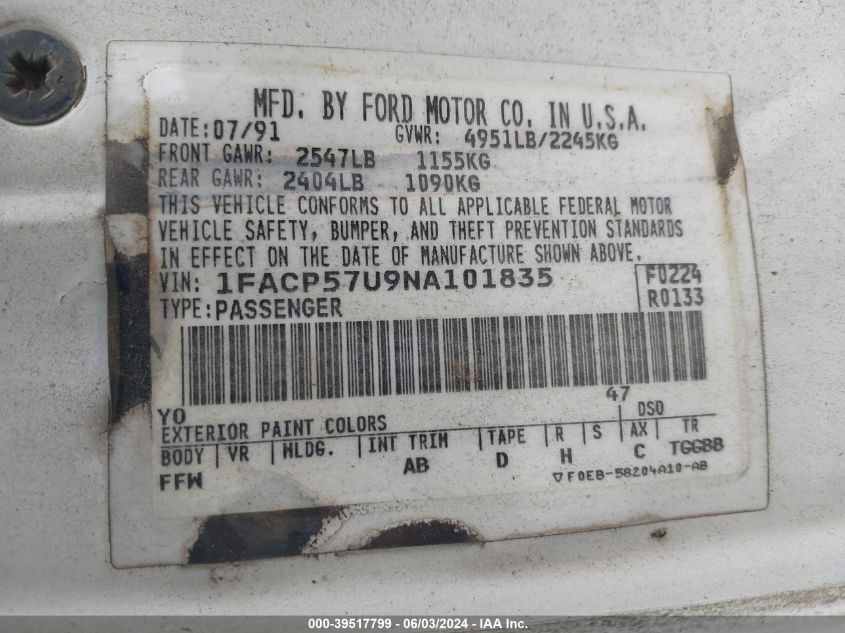 MFD. BY FORD MOTOR CO. IN U.S.A.
DATE: 07/91 GVWR: 4951LB/2245KG
FRONT GAWR: 2547LB 1155KG
REAR GAWR: 2404LB 1090KG
THIS VEHICLE CONFORMS TO ALL APPLICABLE FEDERAL MOTOR
VEHICLE SAFETY, BUMPER, AND THEFT PREVENTION STANDARDS
IN EFFECT ON THE DATE OF MANUFACTURE SHOWN ABOVE.
VIN: 1FACP57U9NA101835 F0224
TYPE: PASSENGER R0133
47
YO DSO
EXTERIOR PAINT COLORS
BODY VR MLDG. INT TRIM TAPE R S AX TR
FFW AB D H C TGGBB
▽F0EB-58204A10-AB
000-39517799 | 06/03/2024 | IAA Inc.